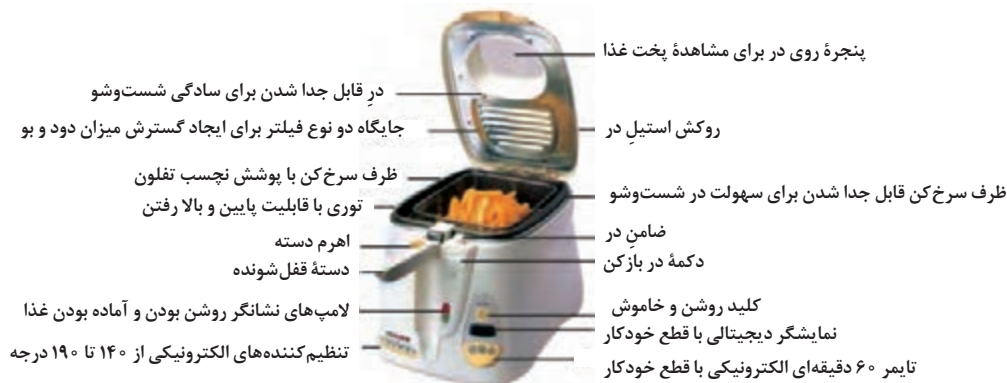 پنجرهٔ روی در برای مشاهدهٔ پخت غذا
روکش استیلِ در
ظرف سرخ‌کن قابل جدا شدن برای سهولت در شست‌وشو
ضامنِ در
دکمهٔ در بازکن
کلید روشن و خاموش
نمایشگر دیجیتالی با قطع خودکار
تایمر ۶۰ دقیقه‌ای الکترونیکی با قطع خودکار
درِ قابل جدا شدن برای سادگی شست‌وشو
جایگاه دو نوع فیلتر برای ایجاد گسترش میزان دود و بو
ظرف سرخ‌کن با پوشش نچسب تفلون
توری با قابلیت پایین و بالا رفتن
اهرم دسته
دستهٔ قفل‌شونده
لامپ‌های نشانگر روشن بودن و آماده بودن غذا
تنظیم‌کننده‌های الکترونیکی از ۱۴۰ تا ۱۹۰ درجه